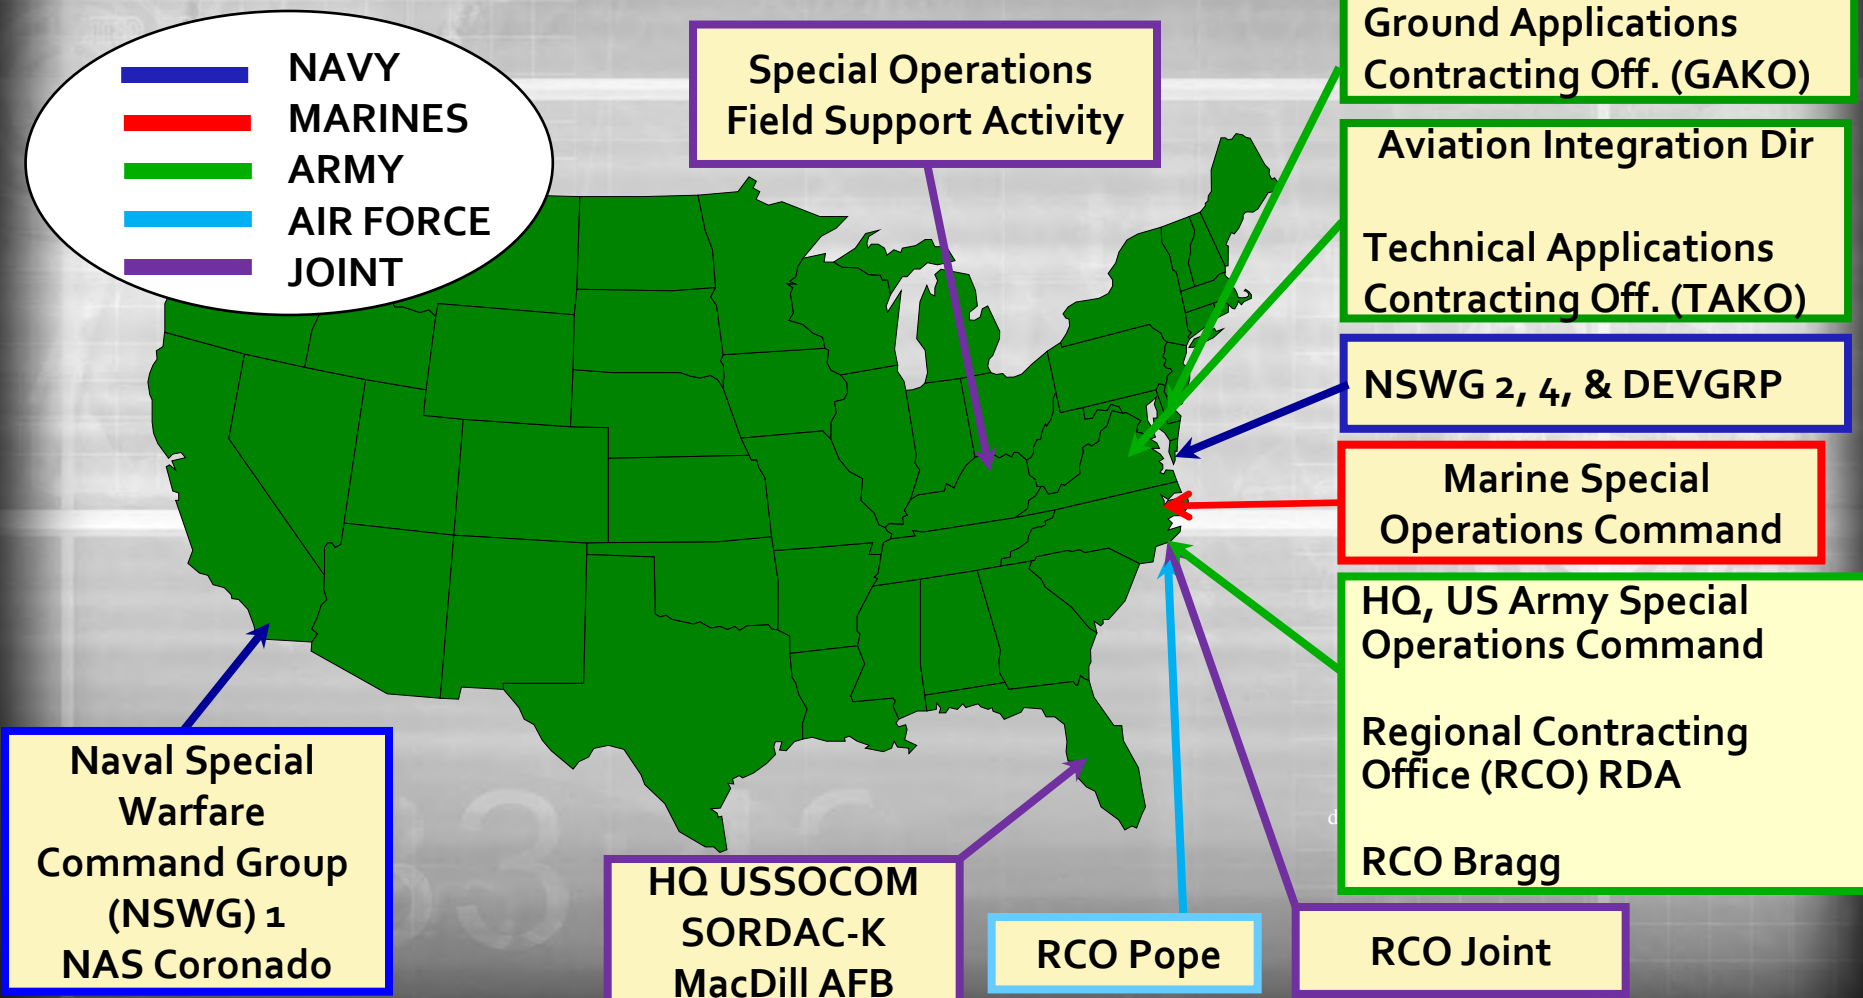 NAVY
MARINES
ARMY
AIR FORCE
JOINT
Special Operations
Field Support Activity
Ground Applications
Contracting Off. (GAKO)
Aviation Integration Dir
Technical Applications
Contracting Off. (TAKO)
NSWG 2, 4, & DEVGRP
Marine Special
Operations Command
HQ, US Army Special
Operations Command
Regional Contracting
Office (RCO) RDA
RCO Bragg
Naval Special
Warfare
Command Group
(NSWG) 1
NAS Coronado
HQ USSOCOM
SORDAC-K
MacDill AFB
RCO Pope
RCO Joint
d